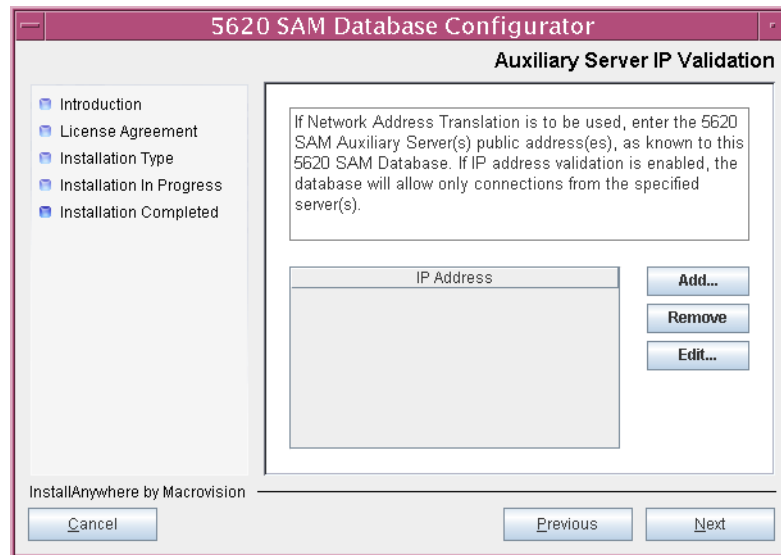 5620 SAM Database Configurator
Auxiliary Server IP Validation
Introduction
License Agreement
Installation Type
Installation In Progress
Installation Completed
If Network Address Translation is to be used, enter the 5620
SAM Auxiliary Server(s) public address(es), as known to this
5620 SAM Database. If IP address validation is enabled, the
database will allow only connections from the specified
server(s).
IP Address
Add...
Remove
Edit...
InstallAnywhere by Macrovision
Cancel
Previous
Next